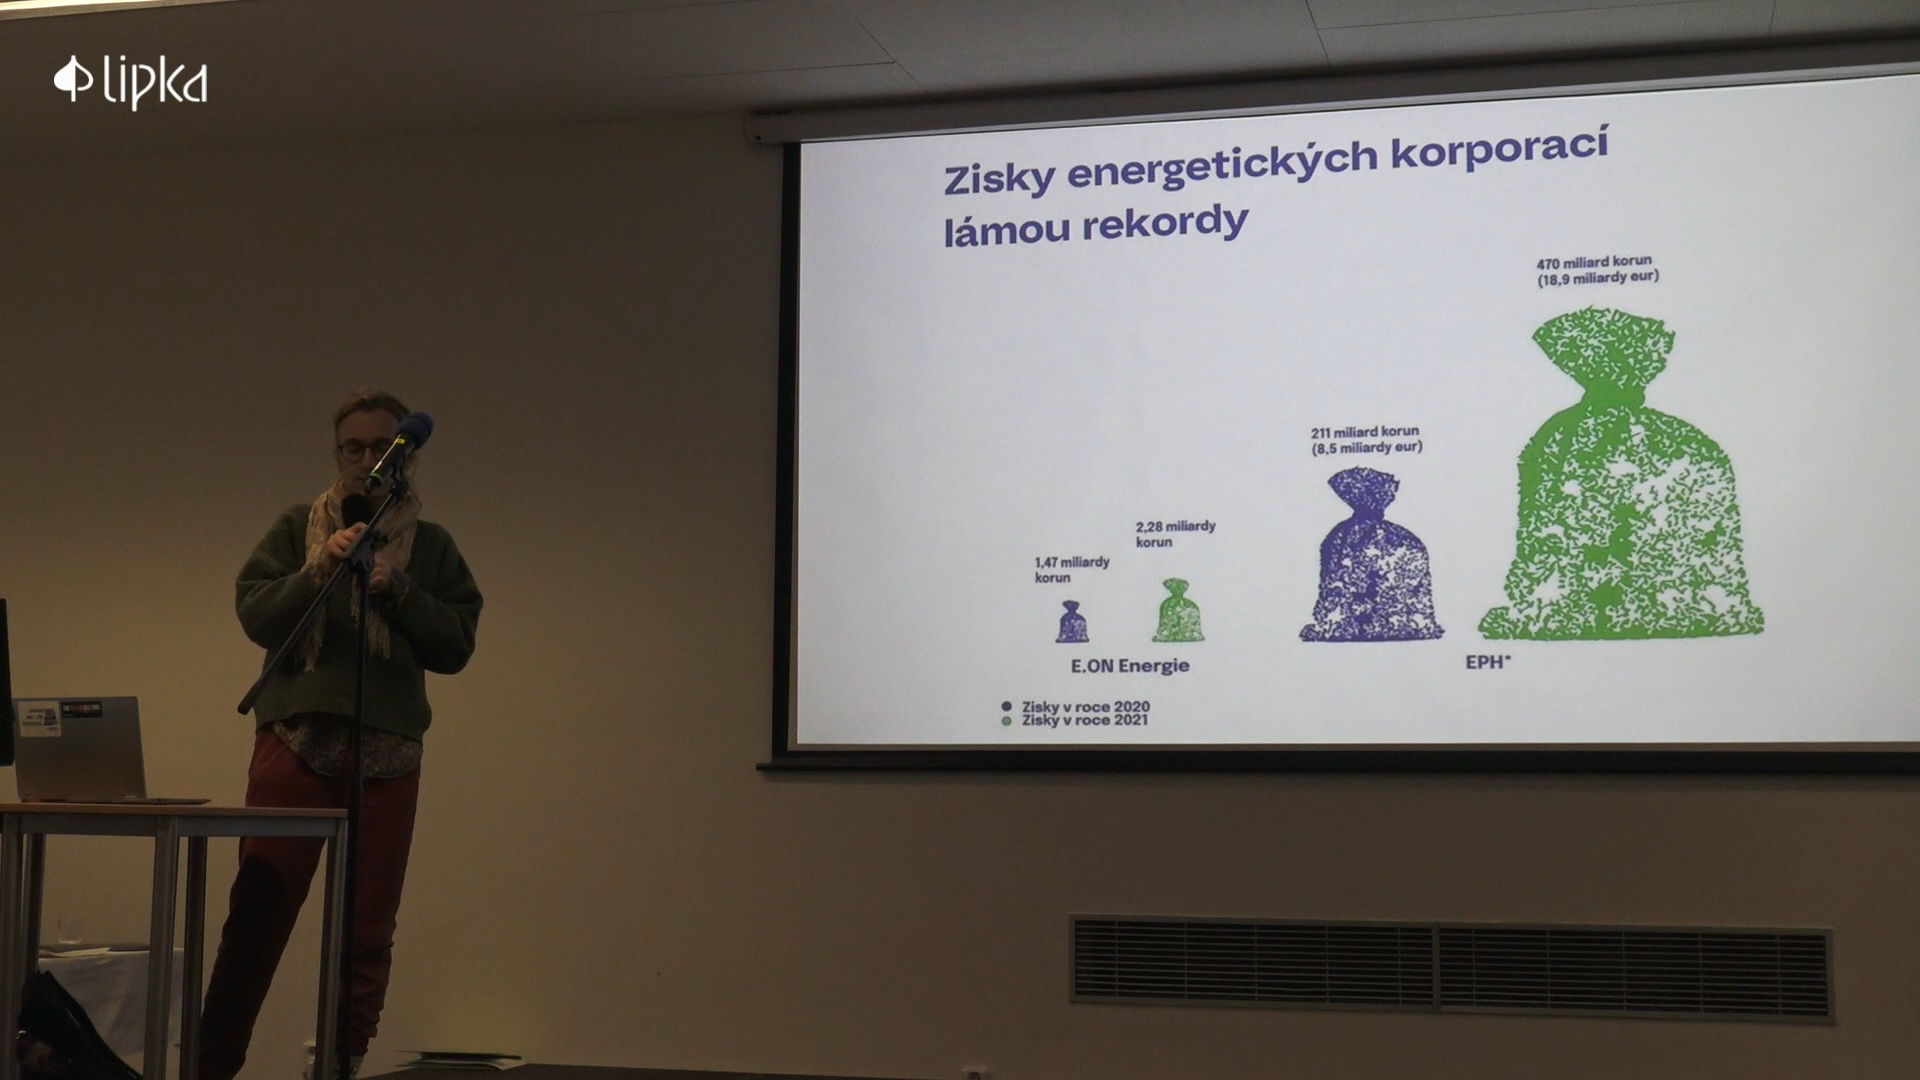 lipka
Zisky energetických korporací
lámou rekordy
470 miliard korun
(18,9 miliardy eur)
211 miliard korun
(8,5 miliardy eur)
2,28 miliardy
korun
1,47 miliardy
korun
E.ON Energie
EPH*
Zisky v roce 2020
Zisky v roce 2021